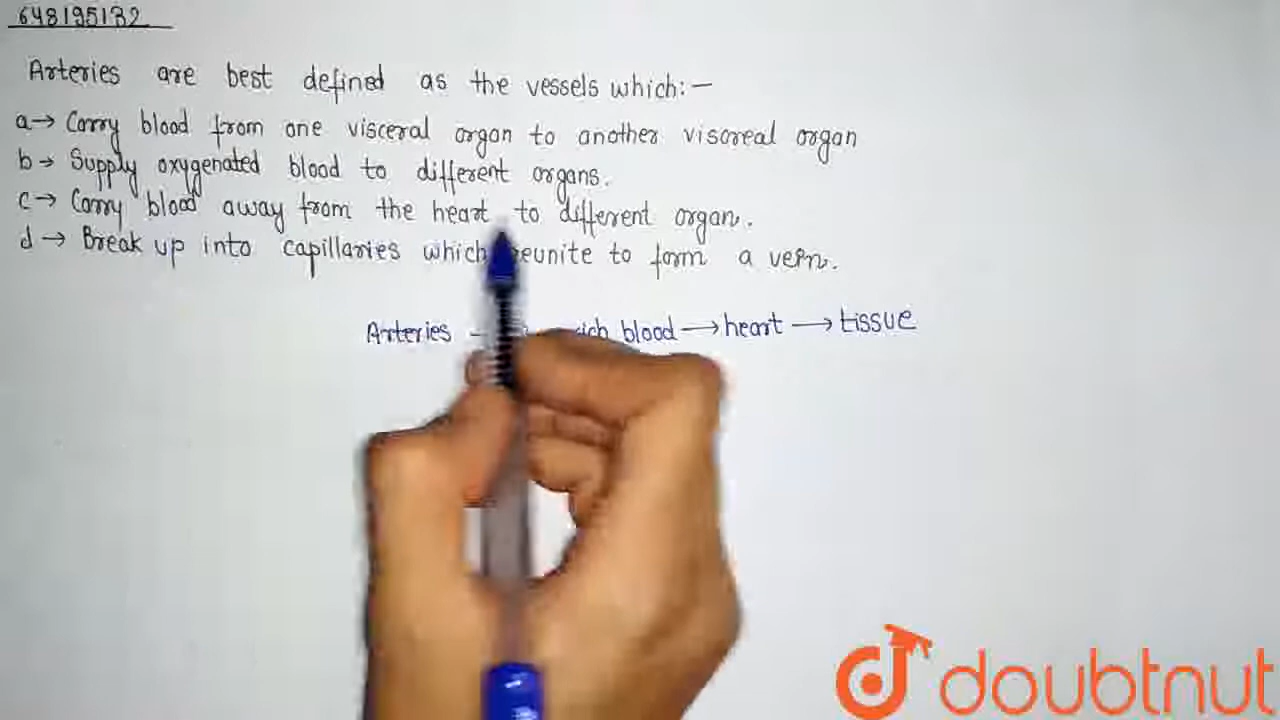 648195132
Arteries are best defined as the vessels which:—
a→ Carry blood from one visceral organ to another visoreal organ
b→ Supply oxygenated blood to different organs.
c→ Carry blood away from the heart to different organ.
d→ Break up into capillaries which reunite to form a vein.
Arteries rich blood → heart → tissue
doubtnut